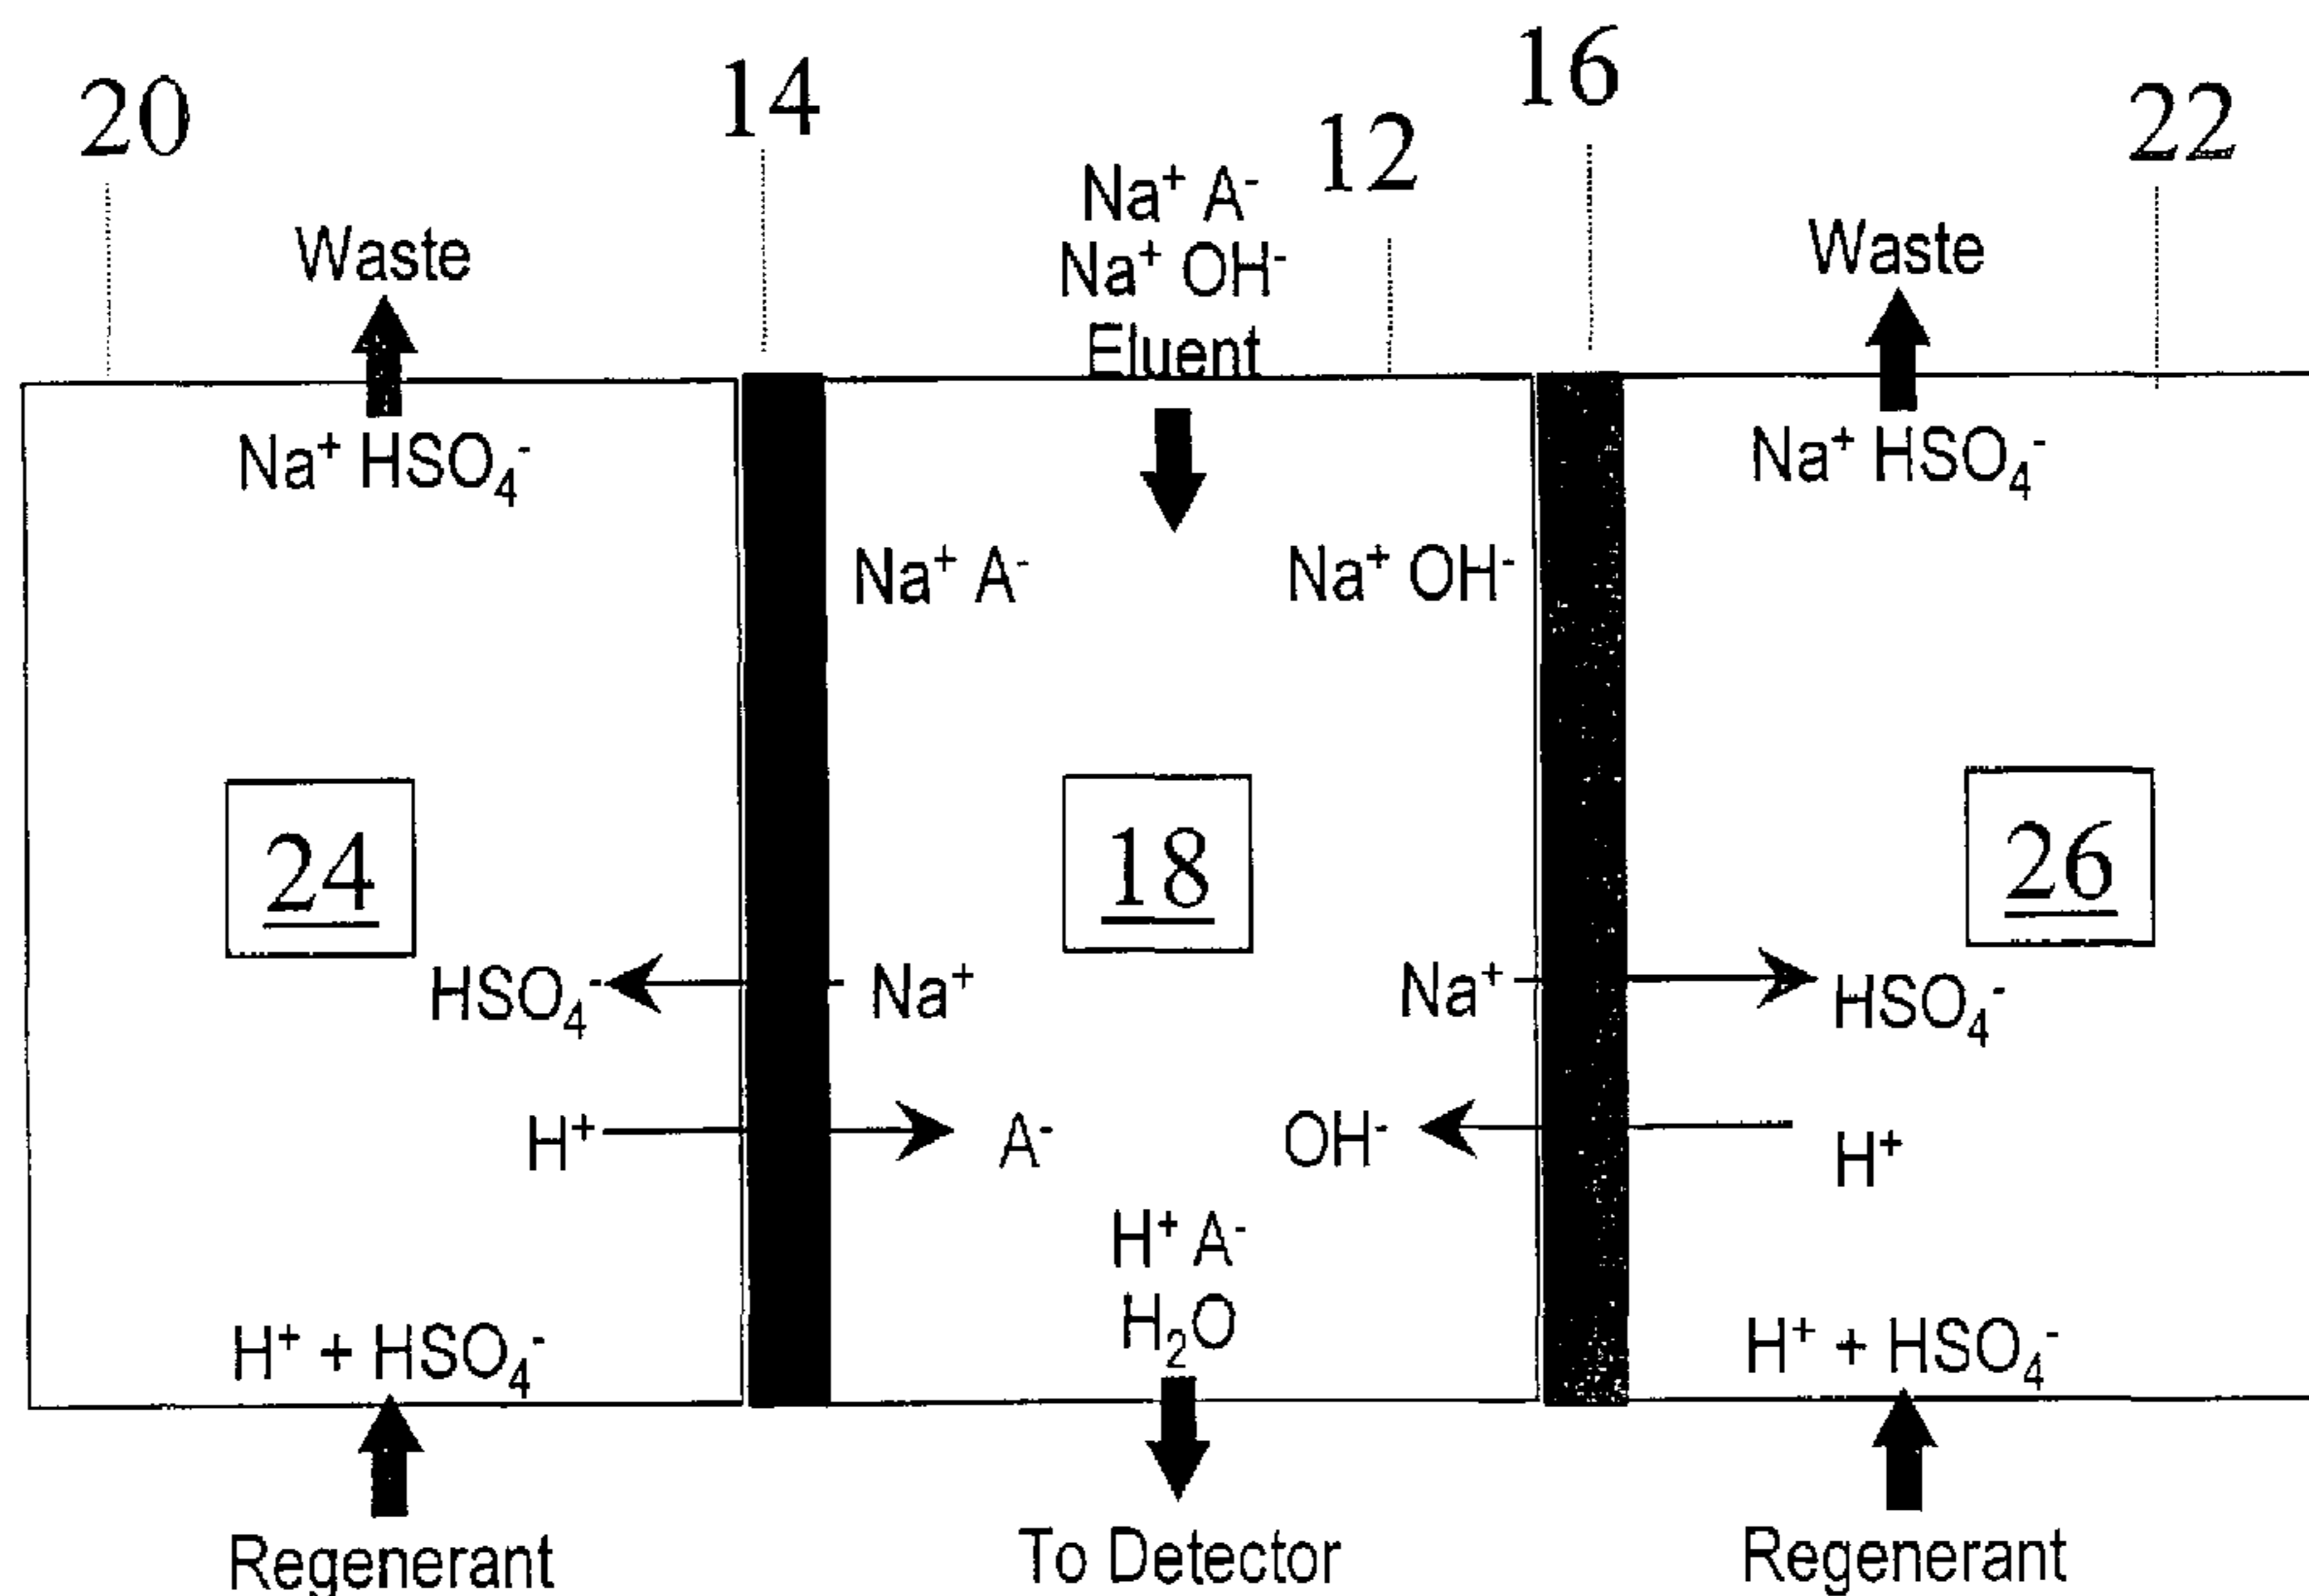 20
14
12
16
22
Waste
Na⁺ A⁻
Na⁺ OH⁻
Eluent
Waste
Na⁺ HSO₄⁻
Na⁺ HSO₄⁻
Na⁺ A⁻
Na⁺ OH⁻
24
18
26
HSO₄⁻
Na⁺
Na⁺
HSO₄⁻
H⁺
A⁻
OH⁻
H⁺
H⁺ A⁻
H₂O
H⁺ + HSO₄⁻
H⁺ + HSO₄⁻
Regenerant
To Detector
Regenerant